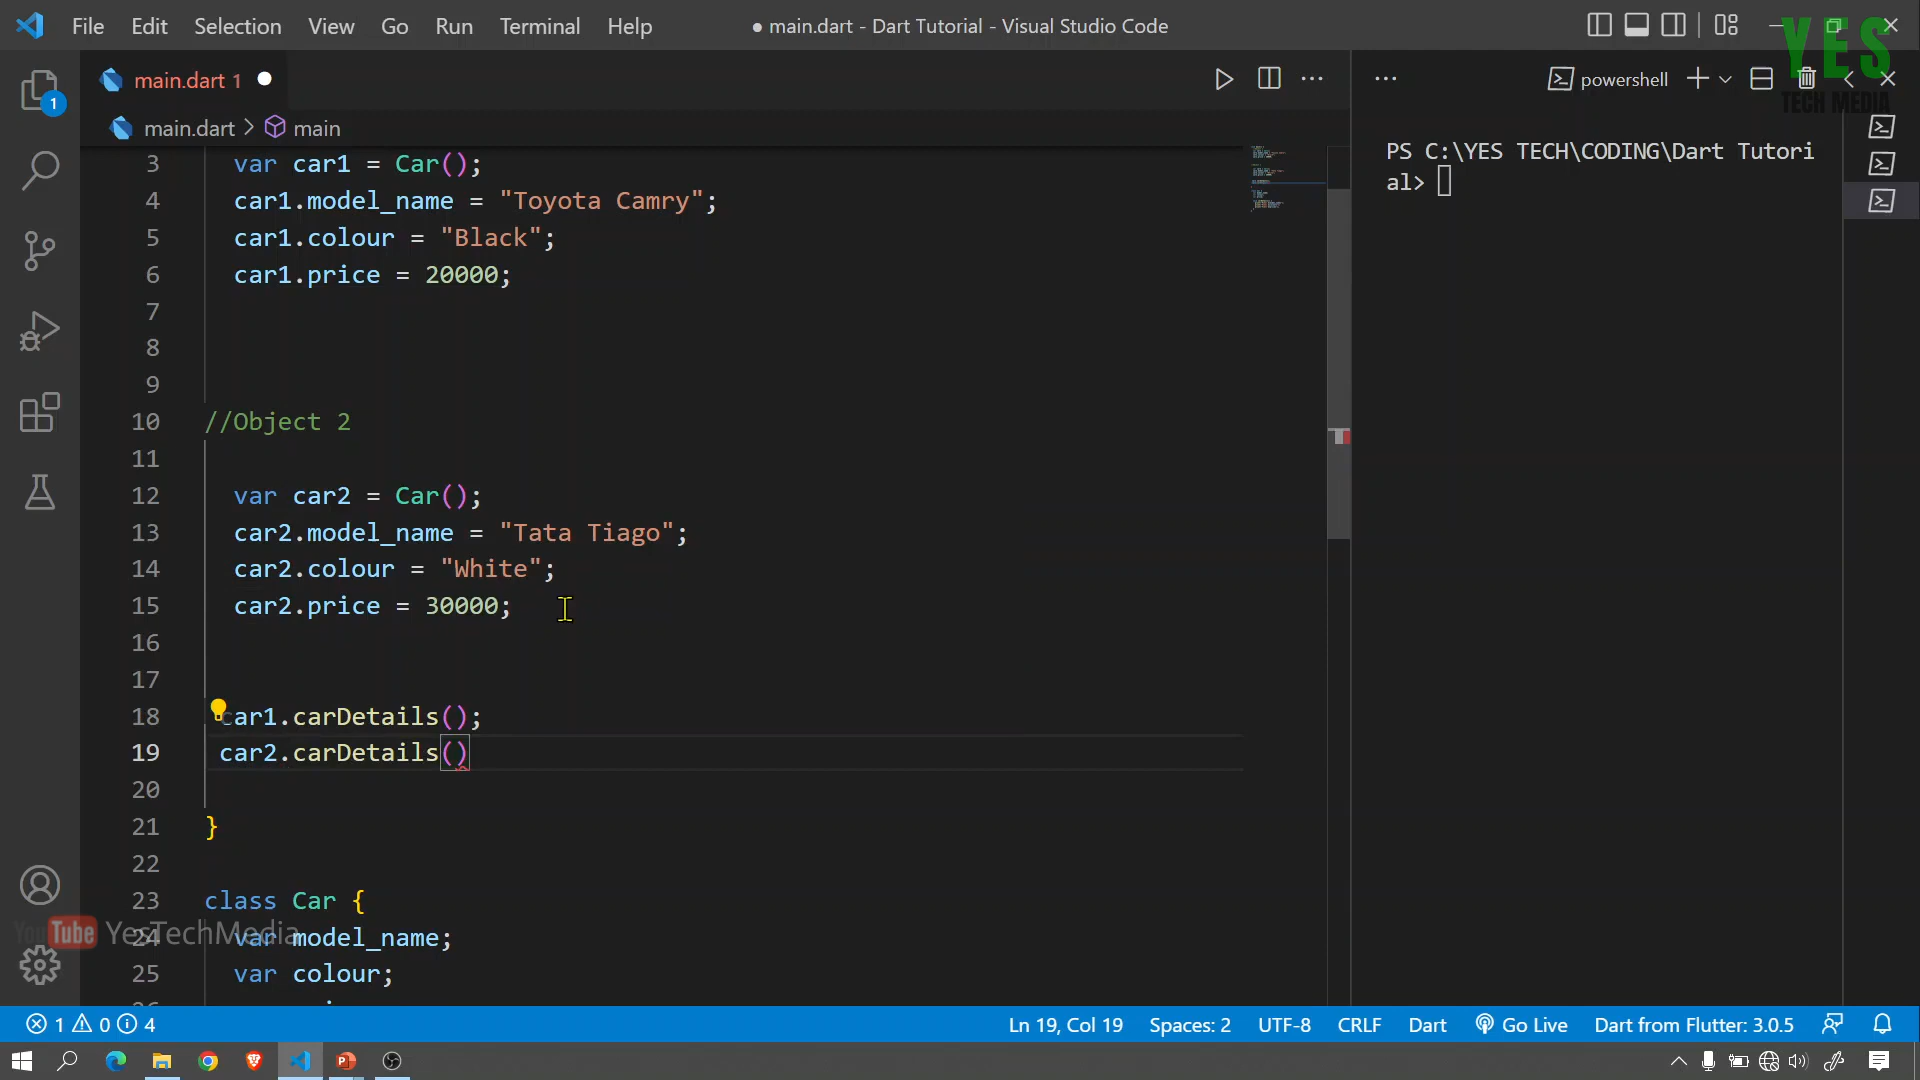 File Edit Selection View Go Run Terminal Help
● main.dart - Dart Tutorial - Visual Studio Code
YES
TECH MEDIA
main.dart 1
powershell
main.dart > main
1
3 var car1 = Car();
4 car1.model_name = "Toyota Camry";
5 car1.colour = "Black";
6 car1.price = 20000;
7
8
9
10 //Object 2
11
12 var car2 = Car();
13 car2.model_name = "Tata Tiago";
14 car2.colour = "White";
15 car2.price = 30000;
16
17
18 car1.carDetails();
19 car2.carDetails()
20
21 }
22
23 class Car {
24 var model_name;
25 var colour;
PS C:\YES TECH\CODING\Dart Tutori
al>
YouTube YesTechMedia
1 0 4
Ln 19, Col 19 Spaces: 2 UTF-8 CRLF Dart Go Live Dart from Flutter: 3.0.5